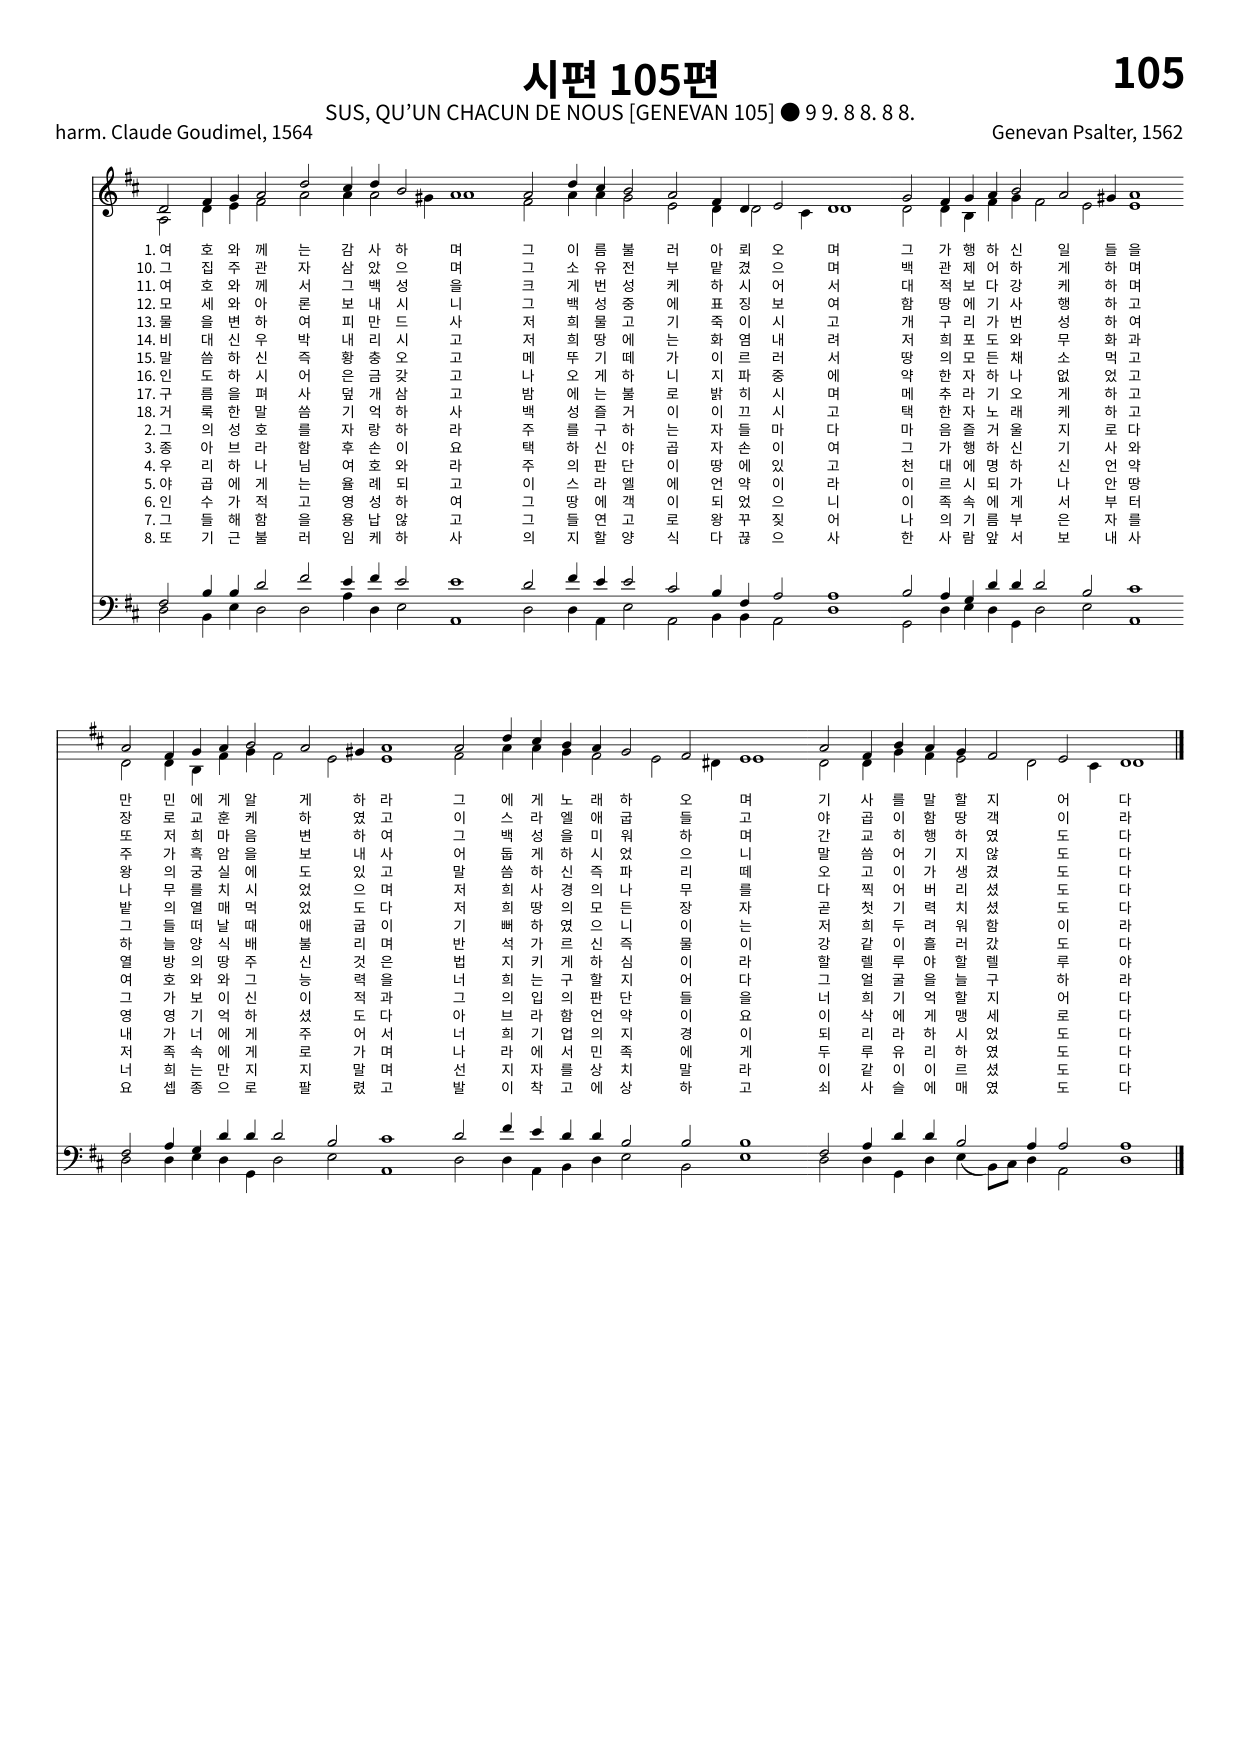 시편 105편
105
SUS, QU’UN CHACUN DE NOUS [GENEVAN 105] ● 9 9. 8 8. 8 8.
harm. Claude Goudimel, 1564
Genevan Psalter, 1562
1. 여 호 와 께 는 감 사 하 며 그 이 름 불 러 아 뢰 오 며 그 가 행 하 신 일 들 을
10. 그 집 주 관 자 삼 았 으 며 그 소 유 전 부 맡 겼 으 며 백 관 제 어 하 게 하 며
11. 여 호 와 께 서 그 백 성 을 크 게 번 성 케 하 시 어 서 대 적 보 다 강 케 하 며
12. 모 세 와 아 론 보 내 시 니 그 백 성 중 에 표 징 보 여 함 땅 에 기 사 행 하 고
13. 물 을 변 하 여 피 만 드 사 저 희 물 고 기 죽 이 시 고 개 구 리 가 번 성 하 여
14. 비 대 신 우 박 내 리 시 고 저 희 땅 에 는 화 염 내 려 저 희 포 도 와 무 화 과
15. 말 씀 하 신 즉 황 충 오 고 메 뚜 기 떼 가 이 르 러 서 땅 의 모 든 채 소 먹 고
16. 인 도 하 시 어 은 금 갖 고 나 오 게 하 니 지 파 중 에 약 한 자 하 나 없 었 고
17. 구 름 을 펴 사 덮 개 삼 고 밤 에 는 불 로 밝 히 시 며 메 추 라 기 오 게 하 고
18. 거 룩 한 말 씀 기 억 하 사 백 성 즐 거 이 이 끄 시 고 택 한 자 노 래 케 하 고
2. 그 의 성 호 를 자 랑 하 라 주 를 구 하 는 자 들 마 다 마 음 즐 거 울 지 로 다
3. 종 아 브 라 함 후 손 이 요 택 하 신 야 곱 자 손 이 여 그 가 행 하 신 기 사 와
4. 우 리 하 나 님 여 호 와 라 주 의 판 단 이 땅 에 있 고 천 대 에 명 하 신 언 약
5. 야 곱 에 게 는 율 례 되 고 이 스 라 엘 에 언 약 이 라 이 르 시 되 가 나 안 땅
6. 인 수 가 적 고 영 성 하 여 그 땅 에 객 이 되 었 으 니 이 족 속 에 게 서 부 터
7. 그 들 해 함 을 용 납 않 고 그 들 연 고 로 왕 꾸 짖 어 나 의 기 름 부 은 자 를
8. 또 기 근 불 러 임 케 하 사 의 지 할 양 식 다 끊 으 사 한 사 람 앞 서 보 내 사
만 민 에 게 알 게 하 라 그 에 게 노 래 하 오 며 기 사 를 말 할 지 어 다
장 로 교 훈 케 하 였 고 이 스 라 엘 애 굽 들 고 야 곱 이 함 땅 객 이 라
또 저 희 마 음 변 하 여 그 백 성 을 미 워 하 며 간 교 히 행 하 였 도 다
주 가 흑 암 을 보 내 사 어 둡 게 하 시 었 으 니 말 씀 어 기 지 않 도 다
왕 의 궁 실 에 도 있 고 말 씀 하 신 즉 파 리 떼 오 고 이 가 생 겼 도 다
나 무 를 치 시 었 으 며 저 희 사 경 의 나 무 를 다 찍 어 버 리 셨 도 다
밭 의 열 매 먹 었 도 다 저 희 땅 의 모 든 장 자 곧 첫 기 력 치 셨 도 다
그 들 떠 날 때 애 굽 이 기 뻐 하 였 으 니 이 는 저 희 두 려 워 함 이 라
하 늘 양 식 배 불 리 며 반 석 가 르 신 즉 물 이 강 같 이 흘 러 갔 도 다
열 방 의 땅 주 신 것 은 법 지 키 게 하 심 이 라 할 렐 루 야 할 렐 루 야
여 호 와 와 그 능 력 을 너 희 는 구 할 지 어 다 그 얼 굴 을 늘 구 하 라
그 가 보 이 신 이 적 과 그 의 입 의 판 단 들 을 너 희 기 억 할 지 어 다
영 영 기 억 하 셨 도 다 아 브 라 함 언 약 이 요 이 삭 에 게 맹 세 로 다
내 가 너 에 게 주 어 서 너 희 기 업 의 지 경 이 되 리 라 하 시 었 도 다
저 족 속 에 게 로 가 며 나 라 에 서 민 족 에 게 두 루 유 리 하 였 도 다
너 희 는 만 지 지 말 며 선 지 자 를 상 치 말 라 이 같 이 이 르 셨 도 다
요 셉 종 으 로 팔 렸 고 발 이 착 고 에 상 하 고 쇠 사 슬 에 매 였 도 다